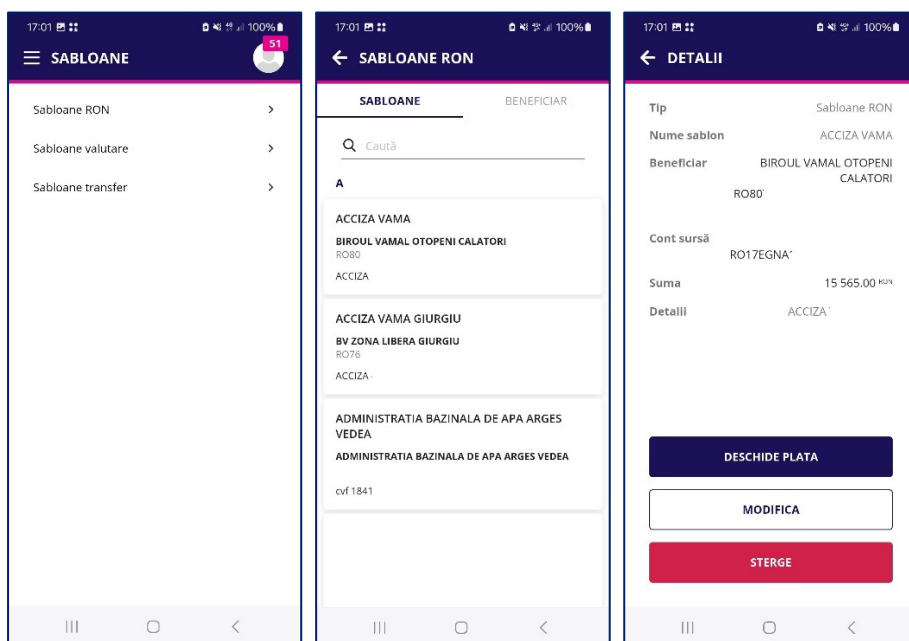 17:01
100%
51
SABLOANE
Sabloane RON
Sabloane valutare
Sabloane transfer
17:01
100%
SABLOANE RON
SABLOANE
BENEFICIAR
Caută
A
ACCIZA VAMA
BIROUL VAMAL OTOPENI CALATORI
RO80
ACCIZA
ACCIZA VAMA GIURGIU
BV ZONA LIBERA GIURGIU
RO76
ACCIZA
ADMINISTRATIA BAZINALA DE APA ARGES
VEDEA
ADMINISTRATIA BAZINALA DE APA ARGES VEDEA
cvf 1841
17:01
100%
DETALII
Tip Sabloane RON
Nume sablon ACCIZA VAMA
Beneficiar BIROUL VAMAL OTOPENI
CALATORI
RO80
Cont sursă
RO17EGNA
Suma 15 565.00 RON
Detalii ACCIZA
DESCHIDE PLATA
MODIFICA
STERGE